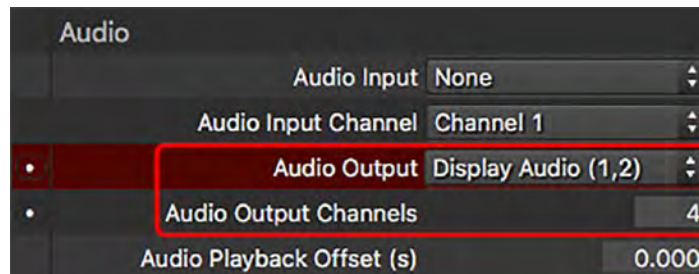 Audio
Audio Input None
Audio Input Channel Channel 1
Audio Output Display Audio (1,2)
Audio Output Channels 4
Audio Playback Offset (s) 0.000